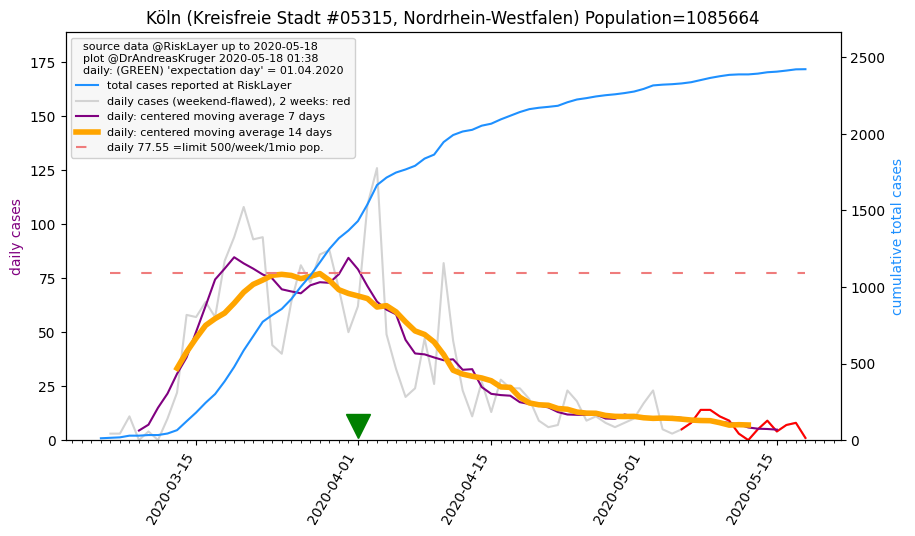 Köln (Kreisfreie Stadt #05315, Nordrhein-Westfalen) Population=1085664
source data @RiskLayer up to 2020-05-18
plot @DrAndreasKruger 2020-05-18 01:38
daily: (GREEN) 'expectation day' = 01.04.2020
total cases reported at RiskLayer
daily cases (weekend-flawed), 2 weeks: red
daily: centered moving average 7 days
daily: centered moving average 14 days
daily 77.55 =limit 500/week/1mio pop.
daily cases
175
150
125
100
75
50
25
0
cumulative total cases
2500
2000
1500
1000
500
0
2020-03-15
2020-04-01
2020-04-15
2020-05-01
2020-05-15